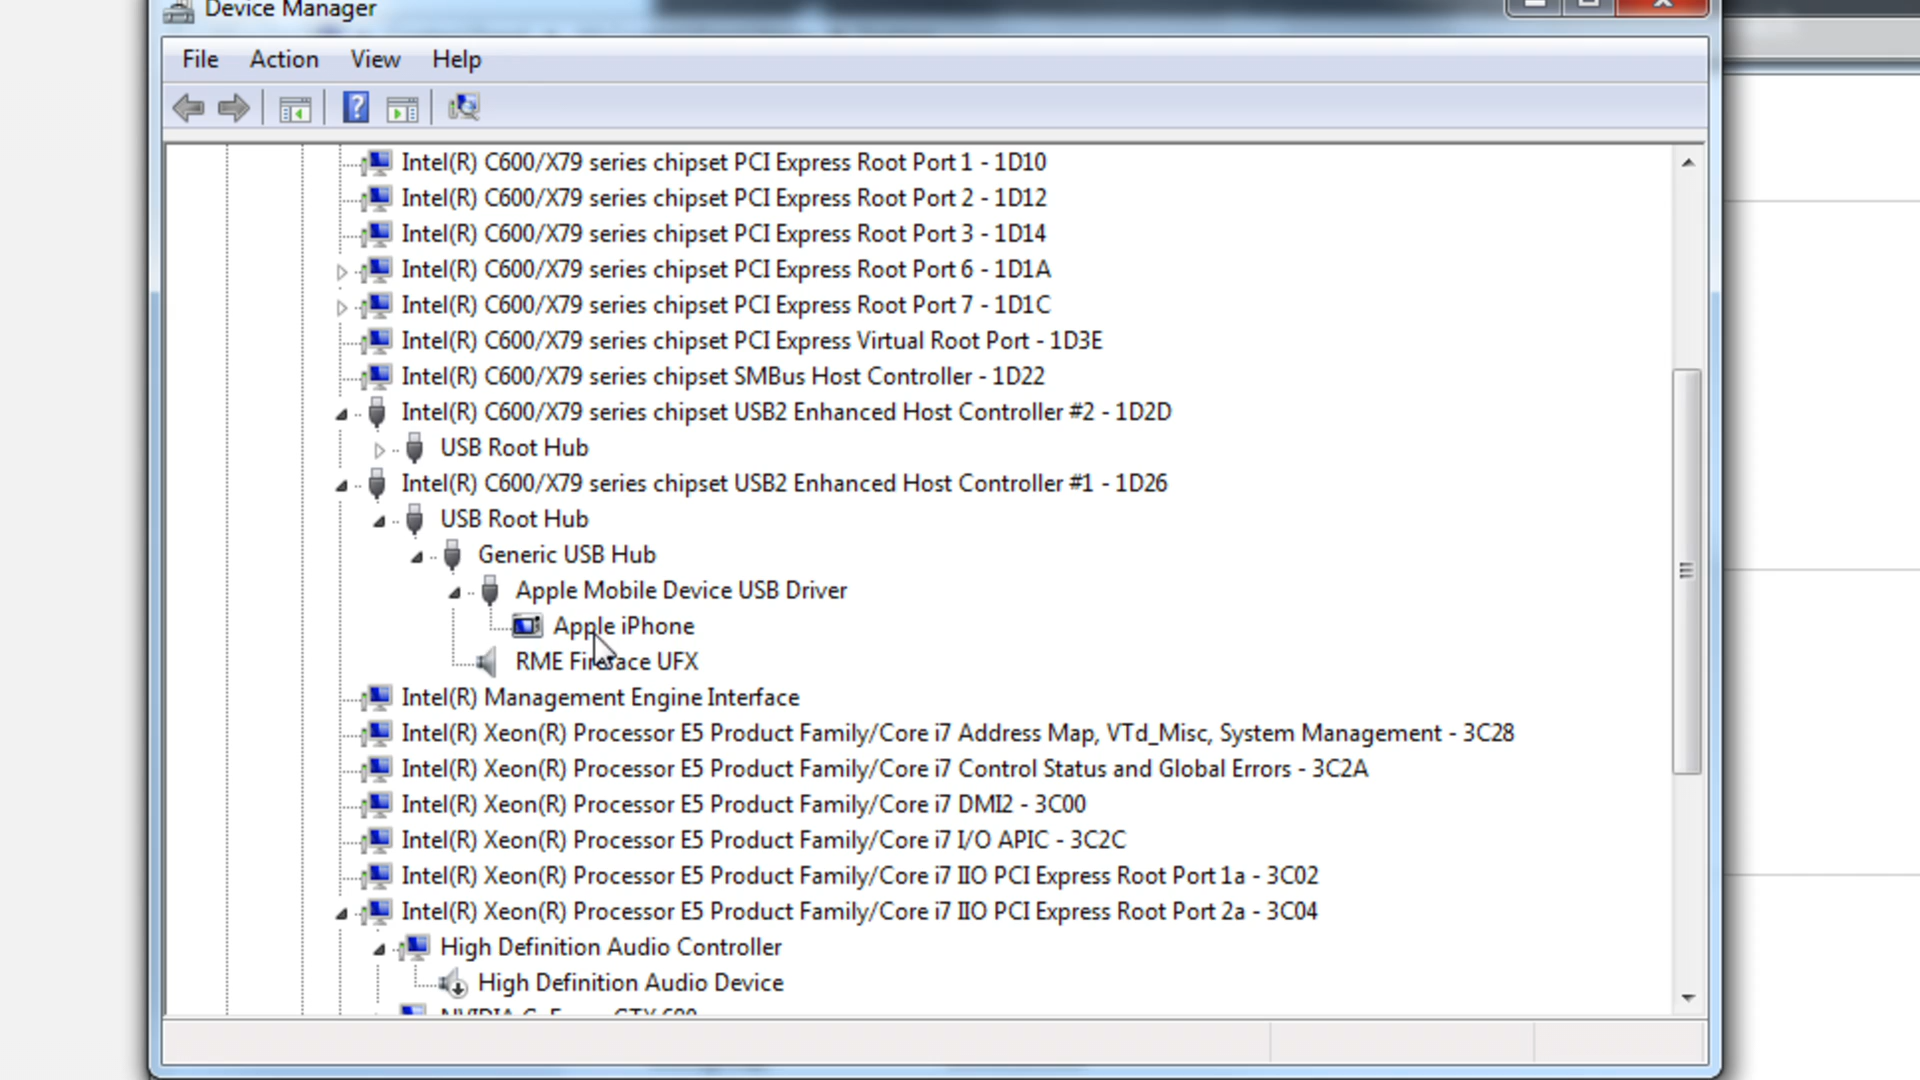 Device Manager
File Action View Help
Intel(R) C600/X79 series chipset PCI Express Root Port 1 - 1D10
Intel(R) C600/X79 series chipset PCI Express Root Port 2 - 1D12
Intel(R) C600/X79 series chipset PCI Express Root Port 3 - 1D14
Intel(R) C600/X79 series chipset PCI Express Root Port 6 - 1D1A
Intel(R) C600/X79 series chipset PCI Express Root Port 7 - 1D1C
Intel(R) C600/X79 series chipset PCI Express Virtual Root Port - 1D3E
Intel(R) C600/X79 series chipset SMBus Host Controller - 1D22
Intel(R) C600/X79 series chipset USB2 Enhanced Host Controller #2 - 1D2D
USB Root Hub
Intel(R) C600/X79 series chipset USB2 Enhanced Host Controller #1 - 1D26
USB Root Hub
Generic USB Hub
Apple Mobile Device USB Driver
Apple iPhone
RME Fireface UFX
Intel(R) Management Engine Interface
Intel(R) Xeon(R) Processor E5 Product Family/Core i7 Address Map, VTd_Misc, System Management - 3C28
Intel(R) Xeon(R) Processor E5 Product Family/Core i7 Control Status and Global Errors - 3C2A
Intel(R) Xeon(R) Processor E5 Product Family/Core i7 DMI2 - 3C00
Intel(R) Xeon(R) Processor E5 Product Family/Core i7 I/O APIC - 3C2C
Intel(R) Xeon(R) Processor E5 Product Family/Core i7 IIO PCI Express Root Port 1a - 3C02
Intel(R) Xeon(R) Processor E5 Product Family/Core i7 IIO PCI Express Root Port 2a - 3C04
High Definition Audio Controller
High Definition Audio Device
NVIDIA GeForce GTX 680